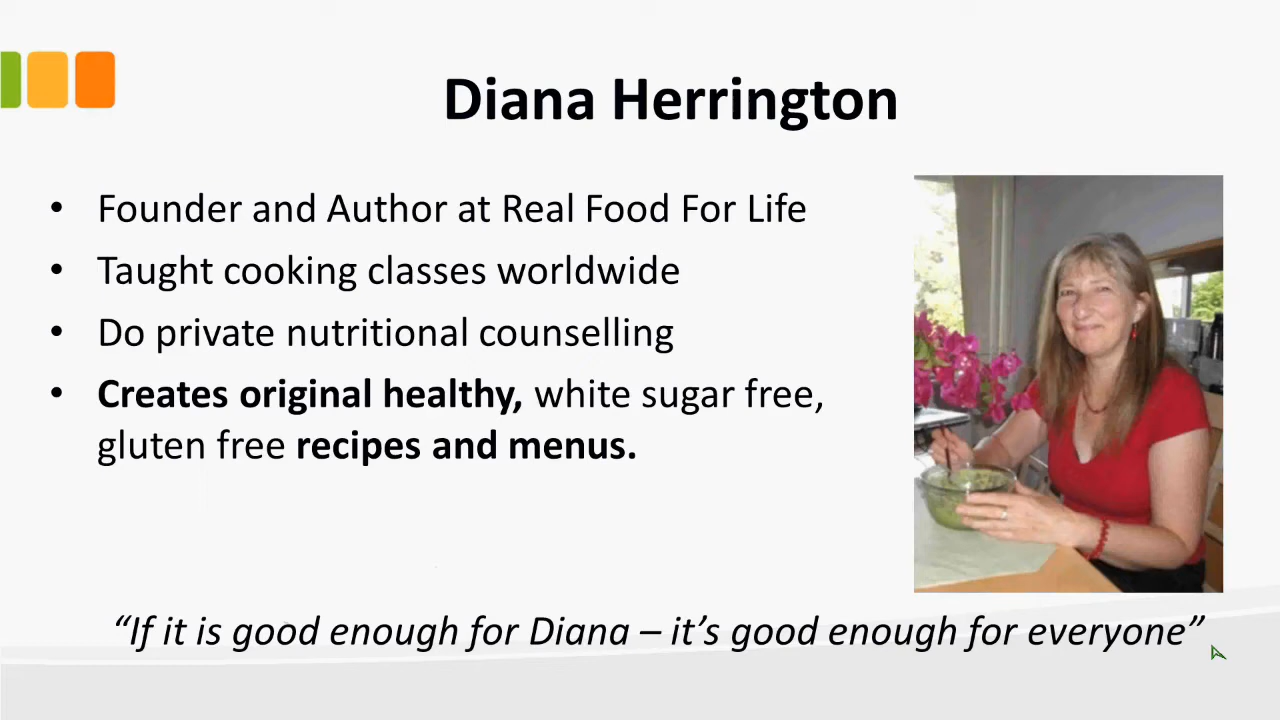 Diana Herrington
• Founder and Author at Real Food For Life
• Taught cooking classes worldwide
• Do private nutritional counselling
• Creates original healthy, white sugar free,
gluten free recipes and menus.
“If it is good enough for Diana – it’s good enough for everyone”